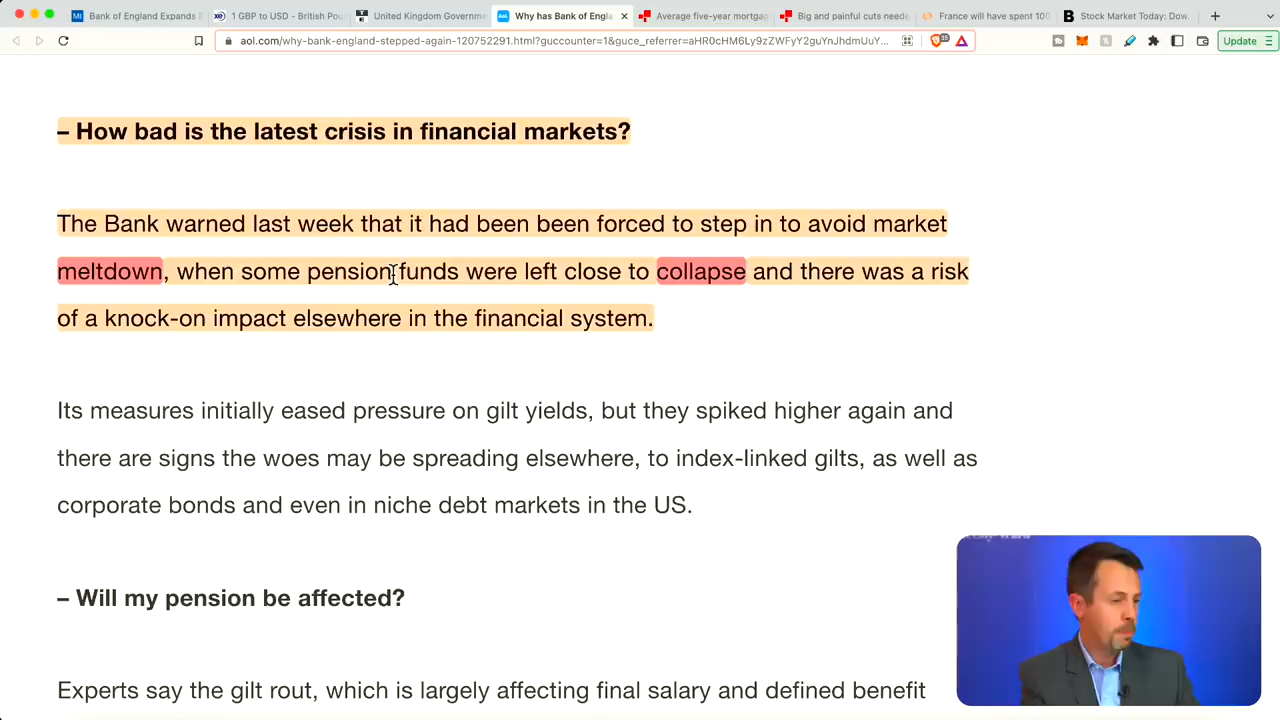 Bank of England Expands
1 GBP to USD - British Pou
United Kingdom Governme
Why has Bank of Engla
Average five-year mortgag
Big and painful cuts neede
France will have spent 100
Stock Market Today: Dow
aol.com/why-bank-england-stepped-again-120752291.html?guccounter=1&guce_referrer=aHR0cHM6Ly9zZWFyY2guYnJhdmUuY...
35
Update
– How bad is the latest crisis in financial markets?
The Bank warned last week that it had been been forced to step in to avoid market
meltdown, when some pension funds were left close to collapse and there was a risk
of a knock-on impact elsewhere in the financial system.
Its measures initially eased pressure on gilt yields, but they spiked higher again and
there are signs the woes may be spreading elsewhere, to index-linked gilts, as well as
corporate bonds and even in niche debt markets in the US.
– Will my pension be affected?
Experts say the gilt rout, which is largely affecting final salary and defined benefit